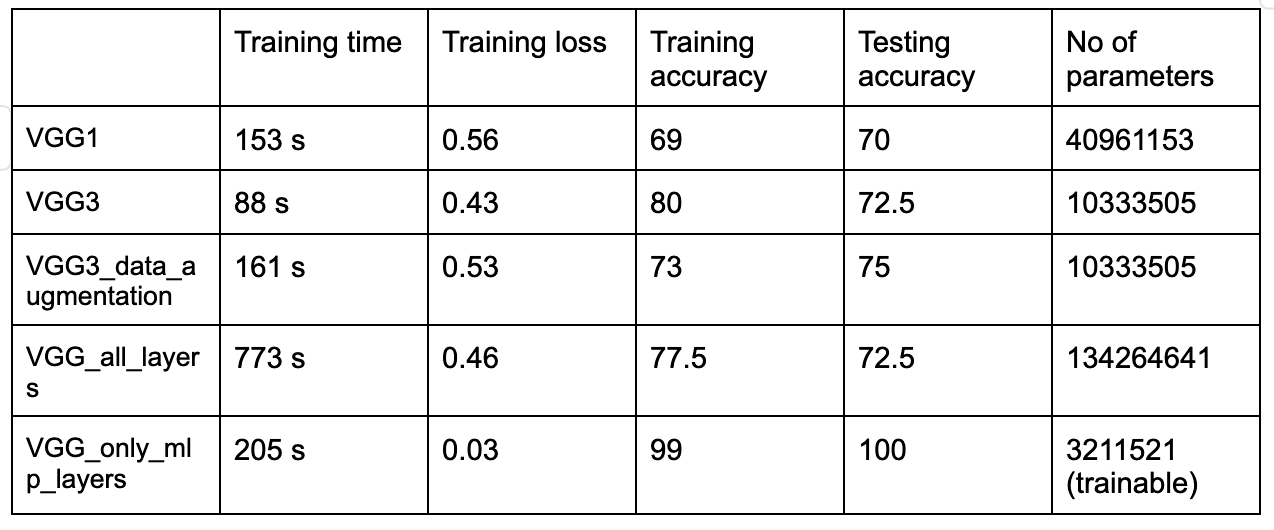 Training time Training loss Training accuracy Testing accuracy No of parameters
VGG1 153 s 0.56 69 70 40961153
VGG3 88 s 0.43 80 72.5 10333505
VGG3_data_augmentation 161 s 0.53 73 75 10333505
VGG_all_layers 773 s 0.46 77.5 72.5 134264641
VGG_only_mlp_layers 205 s 0.03 99 100 3211521 (trainable)